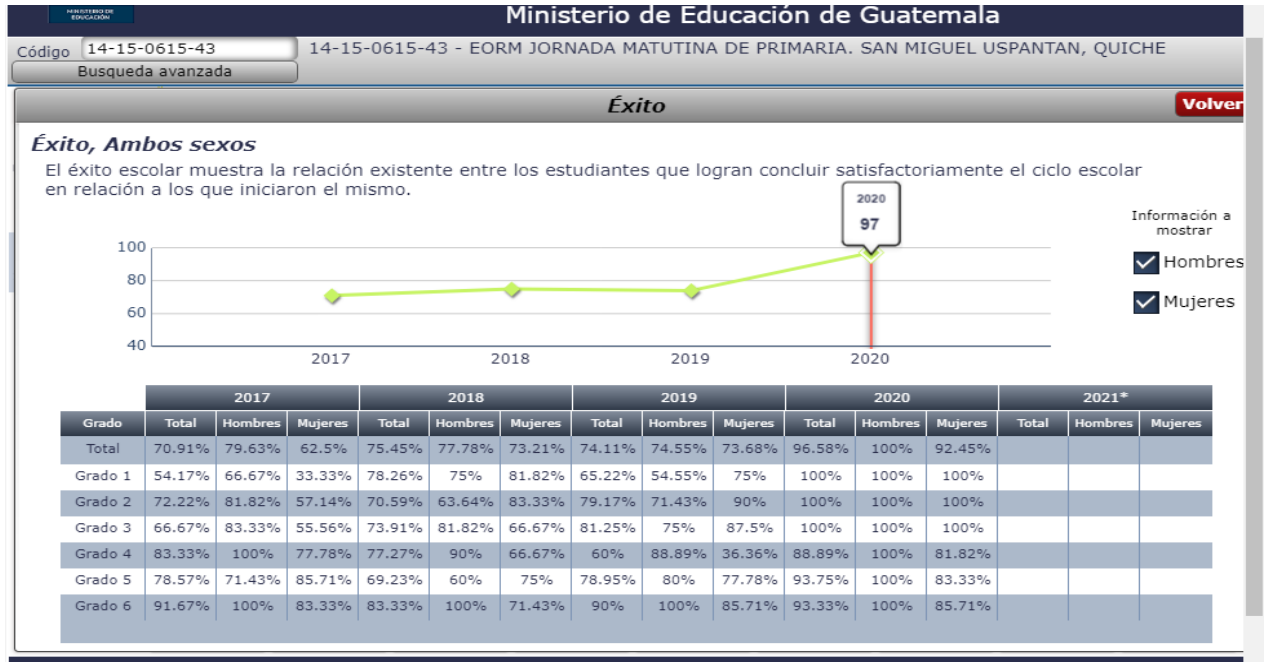 MINISTERIO DE
EDUCACIÓN
Ministerio de Educación de Guatemala
Código 14-15-0615-43 14-15-0615-43 - EORM JORNADA MATUTINA DE PRIMARIA. SAN MIGUEL USPANTAN, QUICHE
Busqueda avanzada
Éxito Volver
Éxito, Ambos sexos
El éxito escolar muestra la relación existente entre los estudiantes que logran concluir satisfactoriamente el ciclo escolar
en relación a los que iniciaron el mismo.
2020
97
Información a
mostrar
Hombres
Mujeres
100
80
60
40
2017 2018 2019 2020
2017 2018 2019 2020 2021*
Grado Total Hombres Mujeres Total Hombres Mujeres Total Hombres Mujeres Total Hombres Mujeres Total Hombres Mujeres
Total 70.91% 79.63% 62.5% 75.45% 77.78% 73.21% 74.11% 74.55% 73.68% 96.58% 100% 92.45%
Grado 1 54.17% 66.67% 33.33% 78.26% 75% 81.82% 65.22% 54.55% 75% 100% 100% 100%
Grado 2 72.22% 81.82% 57.14% 70.59% 63.64% 83.33% 79.17% 71.43% 90% 100% 100% 100%
Grado 3 66.67% 83.33% 55.56% 73.91% 81.82% 66.67% 81.25% 75% 87.5% 100% 100% 100%
Grado 4 83.33% 100% 77.78% 77.27% 90% 66.67% 60% 88.89% 36.36% 88.89% 100% 81.82%
Grado 5 78.57% 71.43% 85.71% 69.23% 60% 75% 78.95% 80% 77.78% 93.75% 100% 83.33%
Grado 6 91.67% 100% 83.33% 83.33% 100% 71.43% 90% 100% 85.71% 93.33% 100% 85.71%